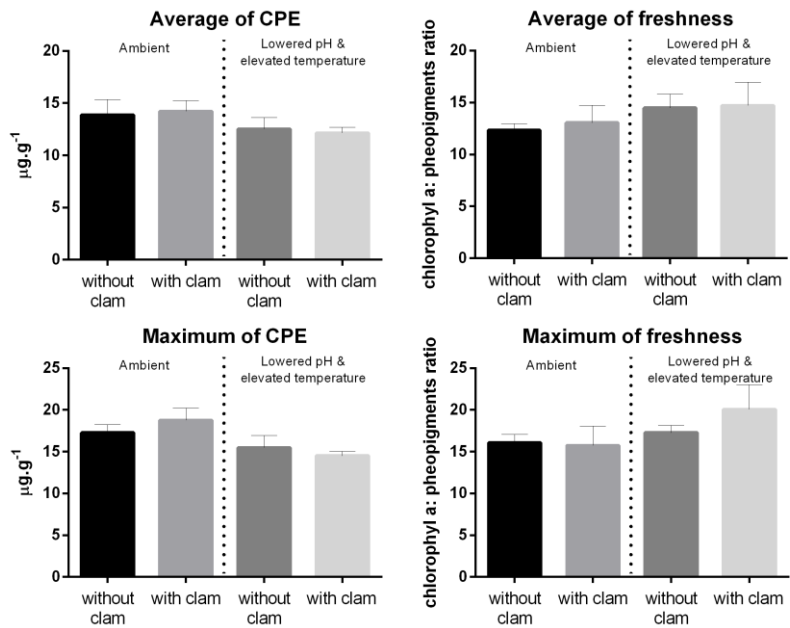 Average of CPE
Ambient
Lowered pH &
elevated temperature
μg.g-1
20
15
10
5
0
without
clam
with clam
without
clam
with clam
Average of freshness
Ambient
Lowered pH &
elevated temperature
chlorophyl a: pheopigments ratio
20
15
10
5
0
without
clam
with clam
without
clam
with clam
Maximum of CPE
Ambient
Lowered pH &
elevated temperature
μg.g-1
25
20
15
10
5
0
without
clam
with clam
without
clam
with clam
Maximum of freshness
Ambient
Lowered pH &
elevated temperature
chlorophyl a: pheopigments ratio
25
20
15
10
5
0
without
clam
with clam
without
clam
with clam